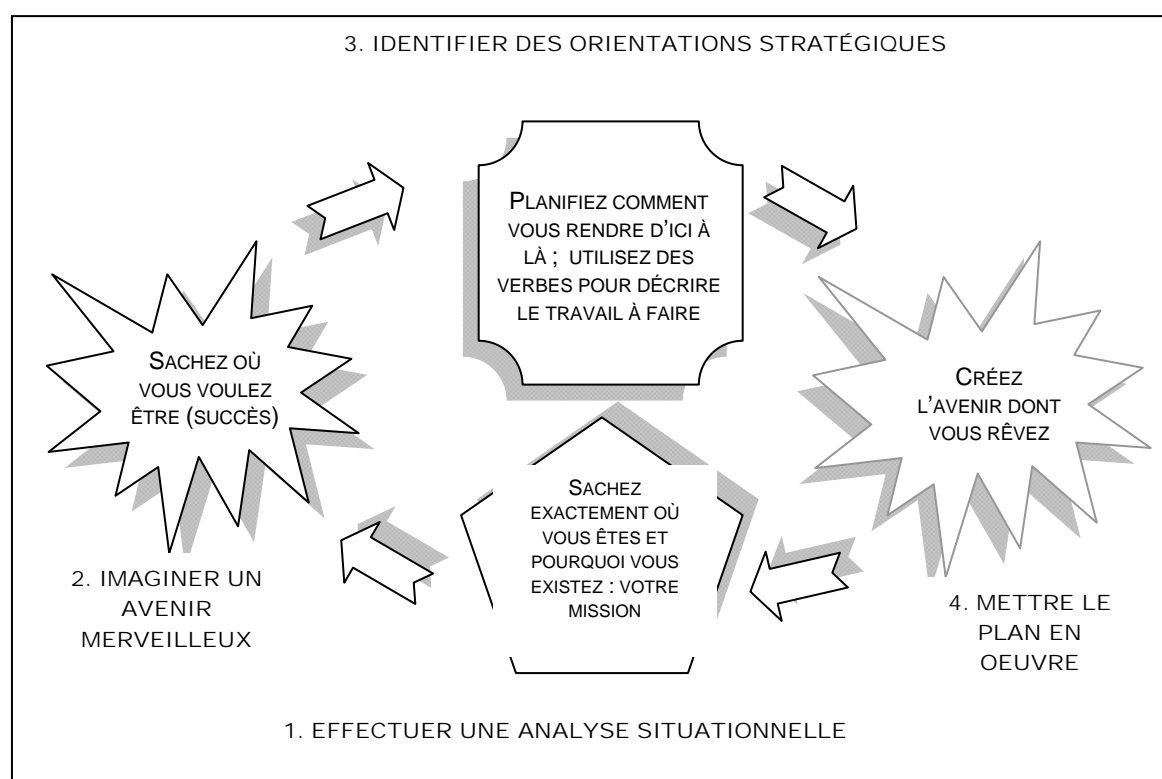 3. IDENTIFIER DES ORIENTATIONS STRATÉGIQUES
PLANIFIEZ COMMENT
VOUS RENDRE D'ICI À
LÀ ; UTILISEZ DES
VERBES POUR DÉCRIRE
LE TRAVAIL À FAIRE
SACHEZ OÙ
VOUS VOULEZ
ÊTRE (SUCCÈS)
CRÉEZ
L'AVENIR DONT
VOUS RÊVEZ
SACHEZ
EXACTEMENT OÙ
VOUS ÊTES ET
POURQUOI VOUS
EXISTEZ : VOTRE
MISSION
2. IMAGINER UN
AVENIR
MERVEILLEUX
4. METTRE LE
PLAN EN
OEUVRE
1. EFFECTUER UNE ANALYSE SITUATIONNELLE